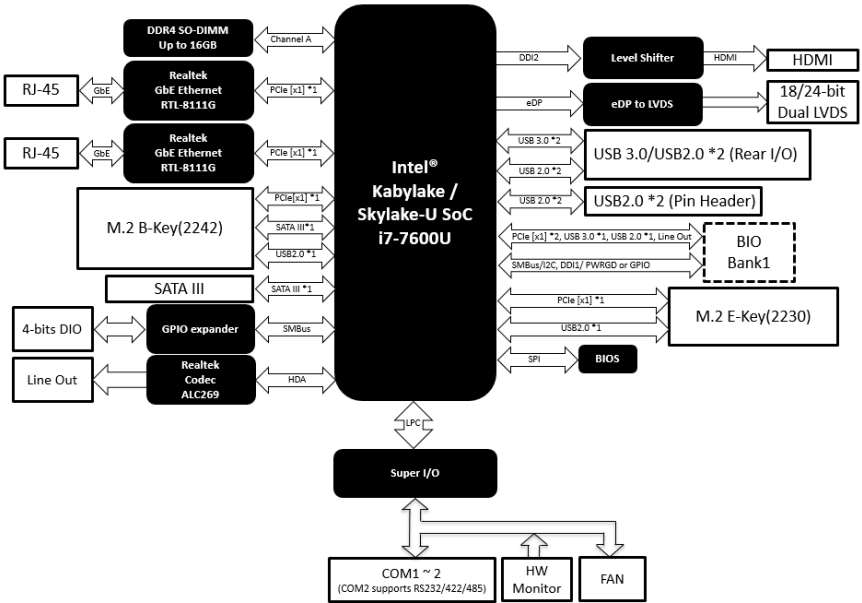 DDR4 SO-DIMM
Up to 16GB
Channel A
RJ-45
GbE
Realtek
GbE Ethernet
RTL-8111G
PCIe [x1] *1
RJ-45
GbE
Realtek
GbE Ethernet
RTL-8111G
PCIe [x1] *1
M.2 B-Key(2242)
PCIe[x1] *1
SATA III*1
USB2.0 *1
SATA III
SATA III *1
4-bits DIO
GPIO expander
SMBus
Line Out
Realtek
Codec
ALC269
HDA
Intel®
Kabylake /
Skylake-U SoC
i7-7600U
DDI2
Level Shifter
HDMI
HDMI
eDP
eDP to LVDS
18/24-bit
Dual LVDS
USB 3.0 *2
USB 2.0 *2
USB 3.0/USB2.0 *2 (Rear I/O)
USB 2.0 *2
USB2.0 *2 (Pin Header)
PCIe [x1] *2, USB 3.0 *1, USB 2.0 *1, Line Out
SMBus/I2C, DDI1/ PWRGD or GPIO
BIO
Bank1
PCIe [x1] *1
USB2.0 *1
M.2 E-Key(2230)
SPI
BIOS
LPC
Super I/O
COM1 ~ 2
(COM2 supports RS232/422/485)
HW
Monitor
FAN